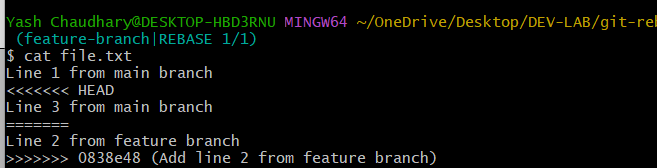 Yash Chaudhary@DESKTOP-HBD3RNU MINGW64 ~/OneDrive/Desktop/DEV-LAB/git-reb
(feature-branch|REBASE 1/1)
$ cat file.txt
Line 1 from main branch
<<<<<<< HEAD
Line 3 from main branch
=======
Line 2 from feature branch
>>>>>>> 0838e48 (Add line 2 from feature branch)